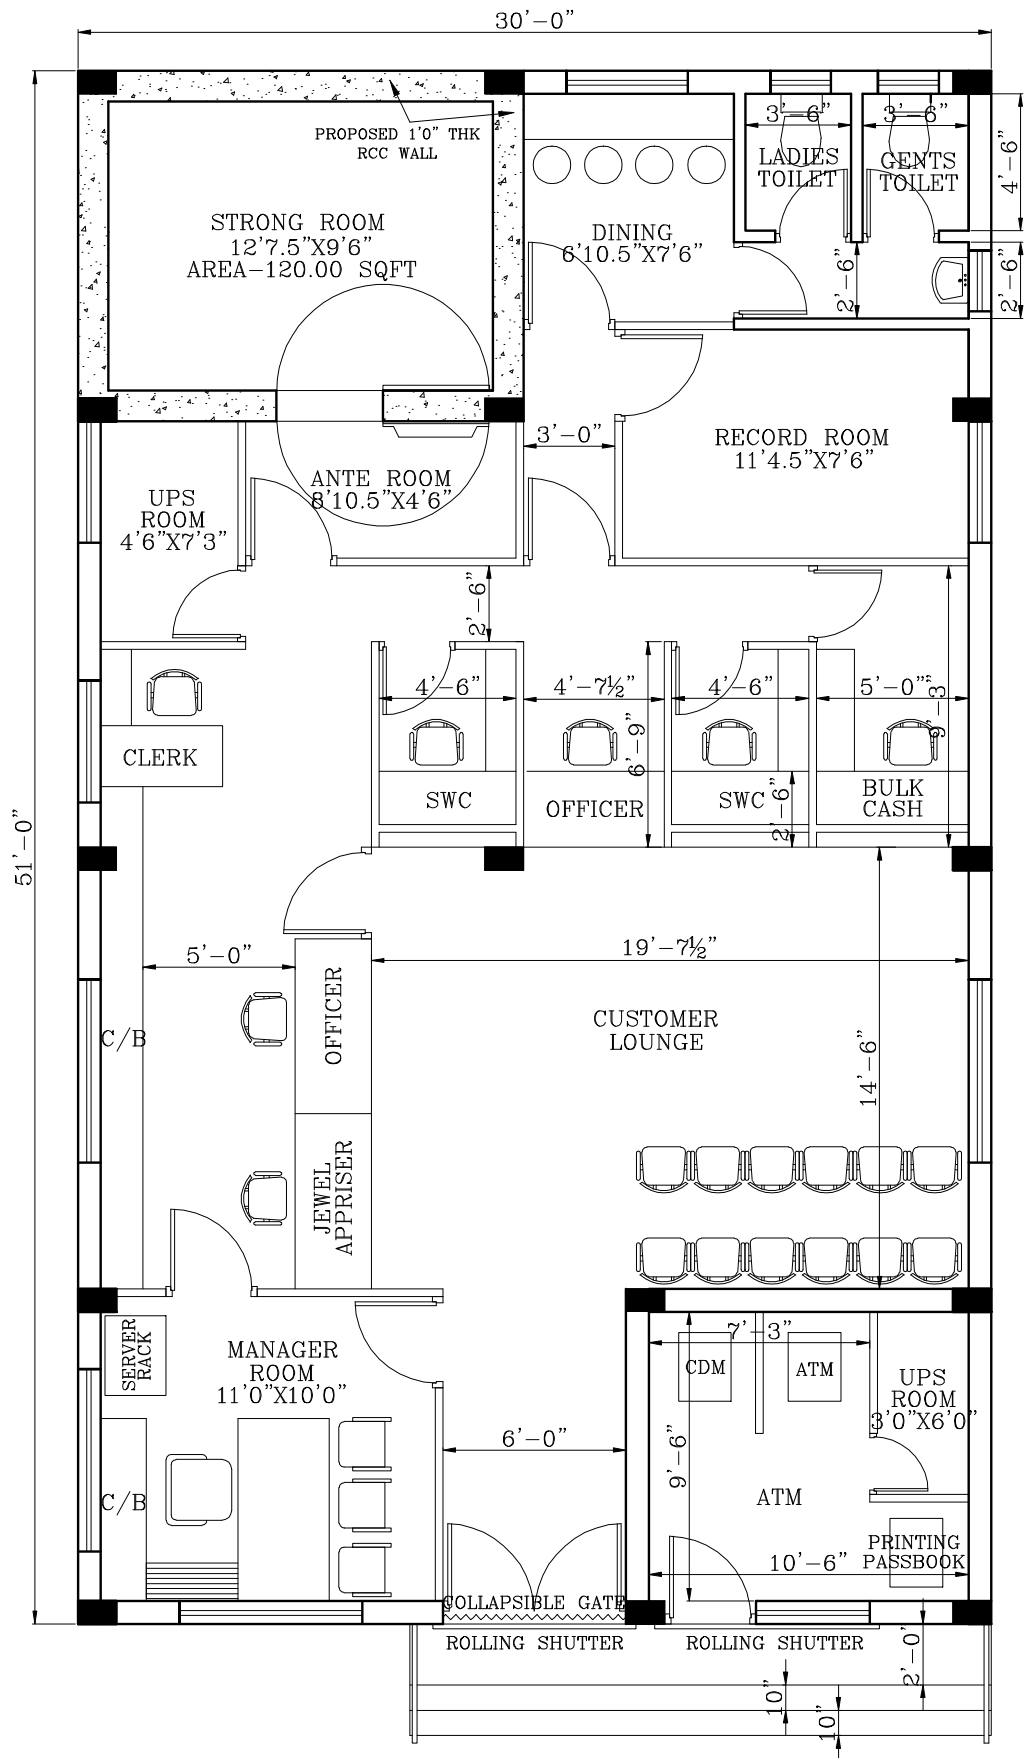 30'-0"
PROPOSED 1'0" THK
RCC WALL
3'-6"
3'-6"
LADIES
TOILET
GENTS
TOILET
4'-6"
STRONG ROOM
12'7.5"X9'6"
AREA-120.00 SQFT
DINING
6'10.5"X7'6"
2'-6"
2'-6"
3'-0"
RECORD ROOM
11'4.5"X7'6"
ANTE ROOM
8'10.5"X4'6"
UPS
ROOM
4'6"X7'3"
2'-6"
4'-6"
4'-7½"
4'-6"
5'-0"
9'-3"
6'-9"
CLERK
SWC
OFFICER
SWC
2'-6"
BULK
CASH
51'-0"
5'-0"
19'-7½"
OFFICER
CUSTOMER
LOUNGE
C/B
14'-6"
JEWEL
APPRISER
SERVER
RACK
MANAGER
ROOM
11'0"X10'0"
7'-3"
CDM
ATM
UPS
ROOM
3'0"X6'0"
6'-0"
9'-6"
C/B
ATM
PRINTING
PASSBOOK
10'-6"
COLLAPSIBLE GATE
ROLLING SHUTTER
ROLLING SHUTTER
2'-0"
10"
10"